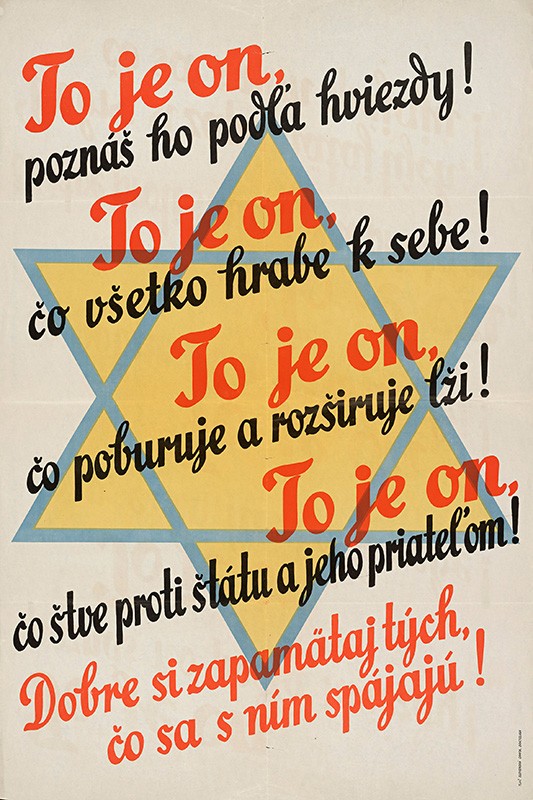 To je on,
poznáš ho podľa hviezdy!
To je on,
čo všetko hrabe k sebe!
To je on,
čo poburuje a rozširuje lži!
To je on,
čo štve proti štátu a jeho priateľom!
Dobre si zapamätaj tých,
čo sa s ním spájajú!